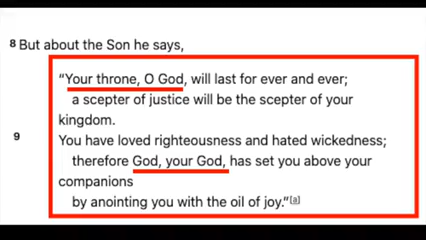 8 But about the Son he says,
“Your throne, O God, will last for ever and ever;
a scepter of justice will be the scepter of your
kingdom.
9 You have loved righteousness and hated wickedness;
therefore God, your God, has set you above your
companions
by anointing you with the oil of joy.”[a]